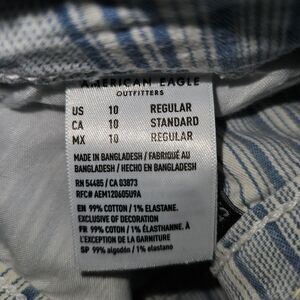 AMERICAN EAGLE
OUTFITTERS
US 10 REGULAR
CA 10 STANDARD
MX 10 REGULAR
MADE IN BANGLADESH / FABRIQUÉ AU
BANGLADESH / HECHO EN BANGLADESH
RN 54485 / CA 03873
RFC# AEM120605U9A
EN 99% COTTON / 1% ELASTANE.
EXCLUSIVE OF DECORATION
FR 99% COTON / 1% ÉLASTHANNE. À
L'EXCEPTION DE LA GARNITURE
SP 99% algodón / 1% elastano